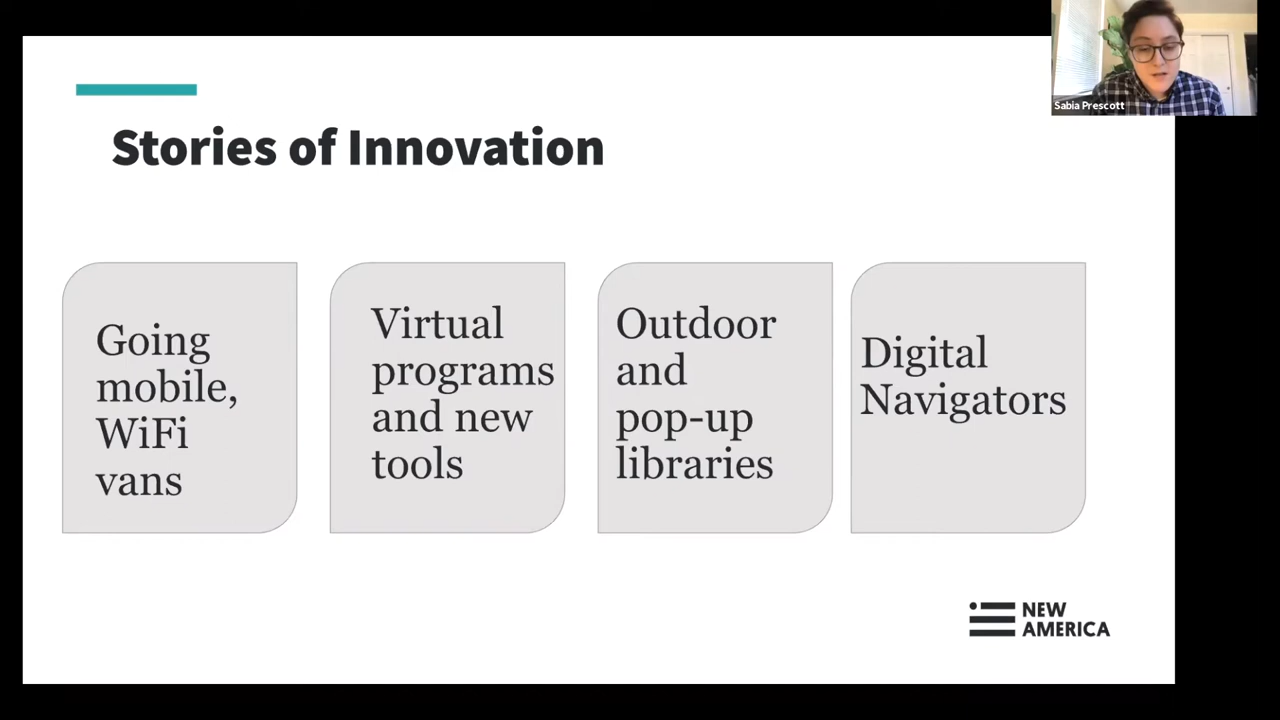 Sabia Prescott
Stories of Innovation
Going
mobile,
WiFi
vans
Virtual
programs
and new
tools
Outdoor
and
pop-up
libraries
Digital
Navigators
NEW
AMERICA